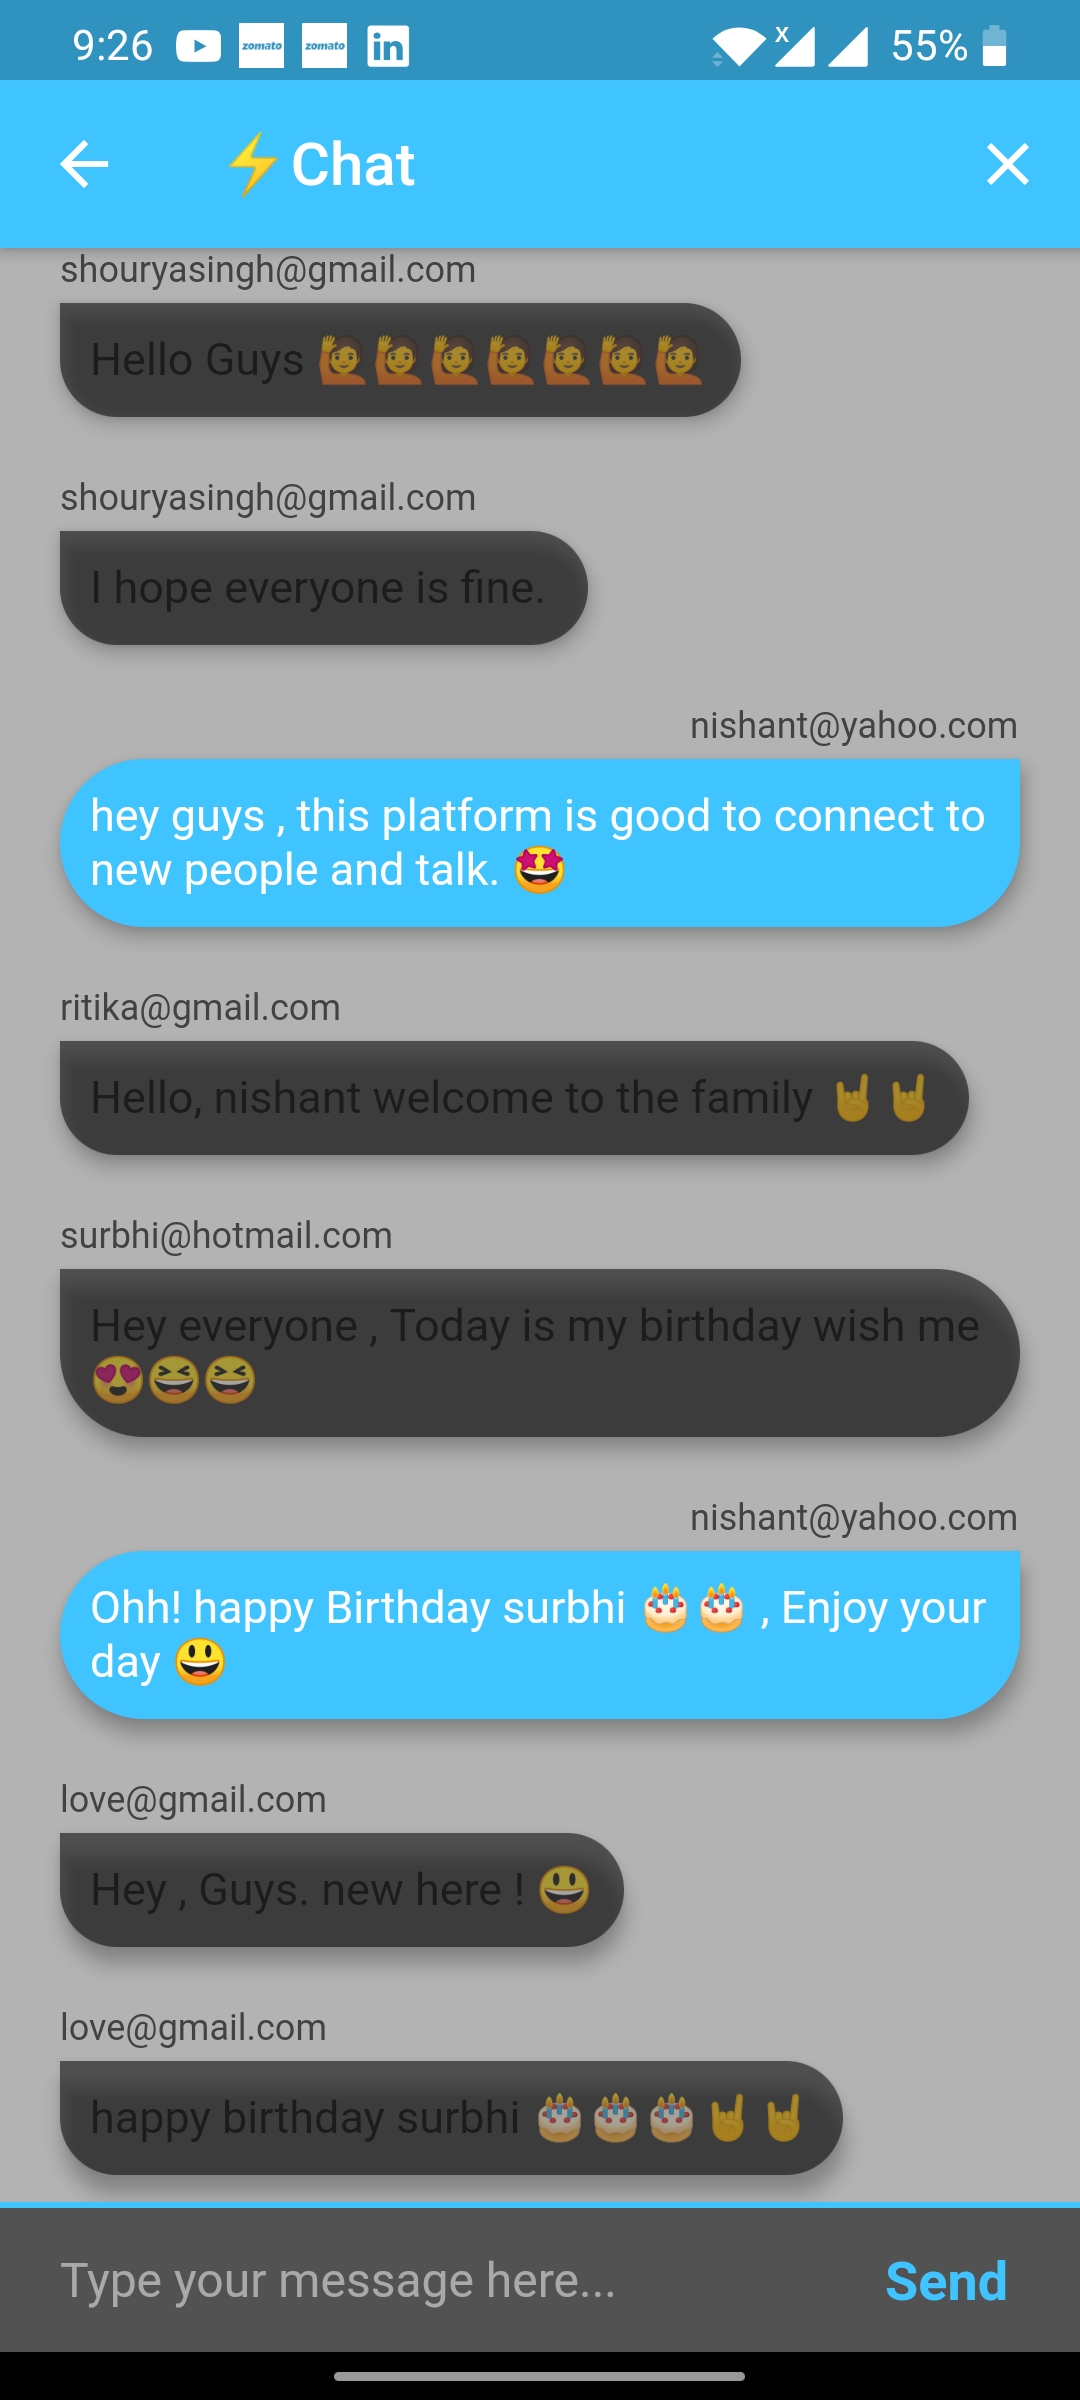 9:26 zomato zomato in x 55%
⚡Chat
shouryasingh@gmail.com
Hello Guys 🙋🙋🙋🙋🙋🙋🙋
shouryasingh@gmail.com
I hope everyone is fine.
nishant@yahoo.com
hey guys , this platform is good to connect to
new people and talk. 🤩
ritika@gmail.com
Hello, nishant welcome to the family 🤘🤘
surbhi@hotmail.com
Hey everyone , Today is my birthday wish me
😍😆😆
nishant@yahoo.com
Ohh! happy Birthday surbhi 🎂🎂 , Enjoy your
day 😃
love@gmail.com
Hey , Guys. new here ! 😃
love@gmail.com
happy birthday surbhi 🎂🎂🎂🤘🤘
Type your message here...
Send